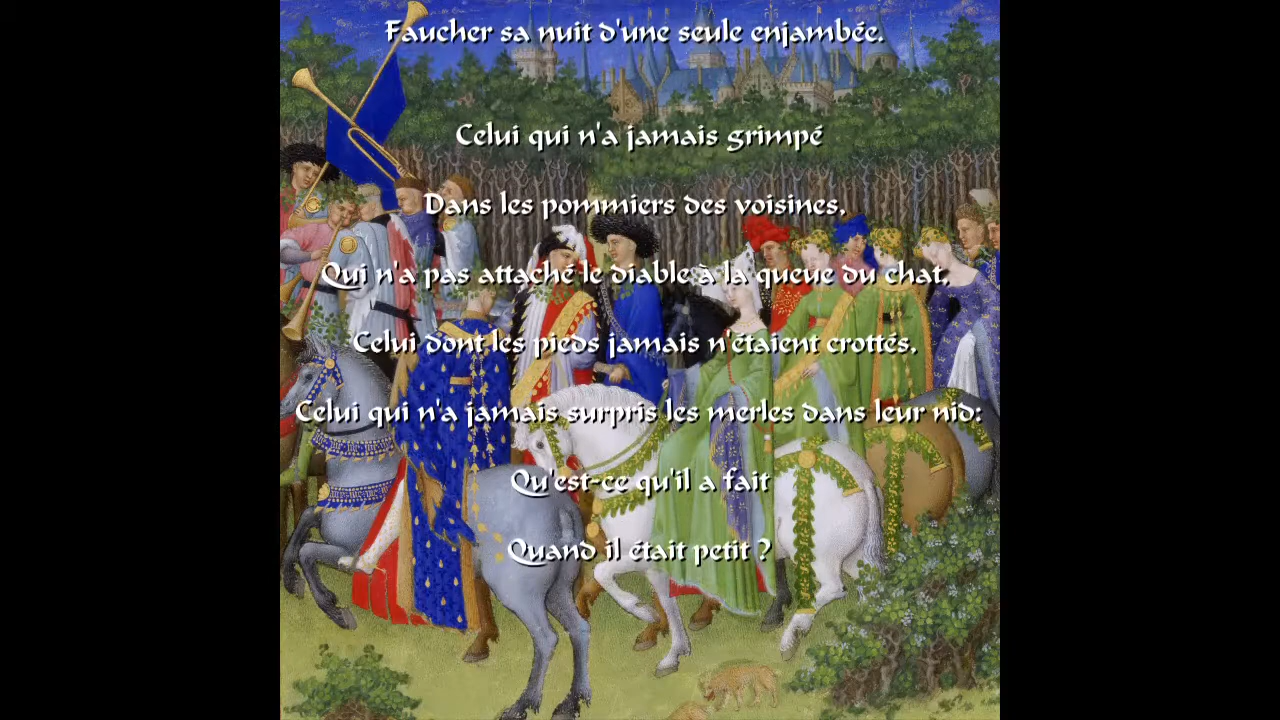 Faucher sa nuit d'une seule enjambée.
Celui qui n'a jamais grimpé
Dans les pommiers des voisines,
Qui n'a pas attaché le diable à la queue du chat,
Celui dont les pieds jamais n'étaient crottés,
Celui qui n'a jamais surpris les merles dans leur nid:
Qu'est-ce qu'il a fait
Quand il était petit ?